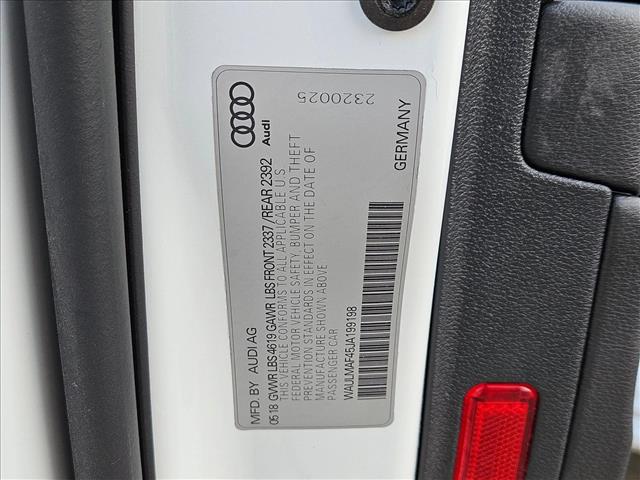 Audi
2320025
MFD. BY AUDI AG GERMANY
05 18 GVWR LBS 4619 GAWR LBS FRONT 2337 / REAR 2392
THIS VEHICLE CONFORMS TO ALL APPLICABLE U.S
FEDERAL MOTOR VEHICLE SAFETY, BUMPER AND THEFT
PREVENTION STANDARDS IN EFFECT ON THE DATE OF
MANUFACTURE SHOWN ABOVE
PASSENGER CAR
WAULMAF45JA199198